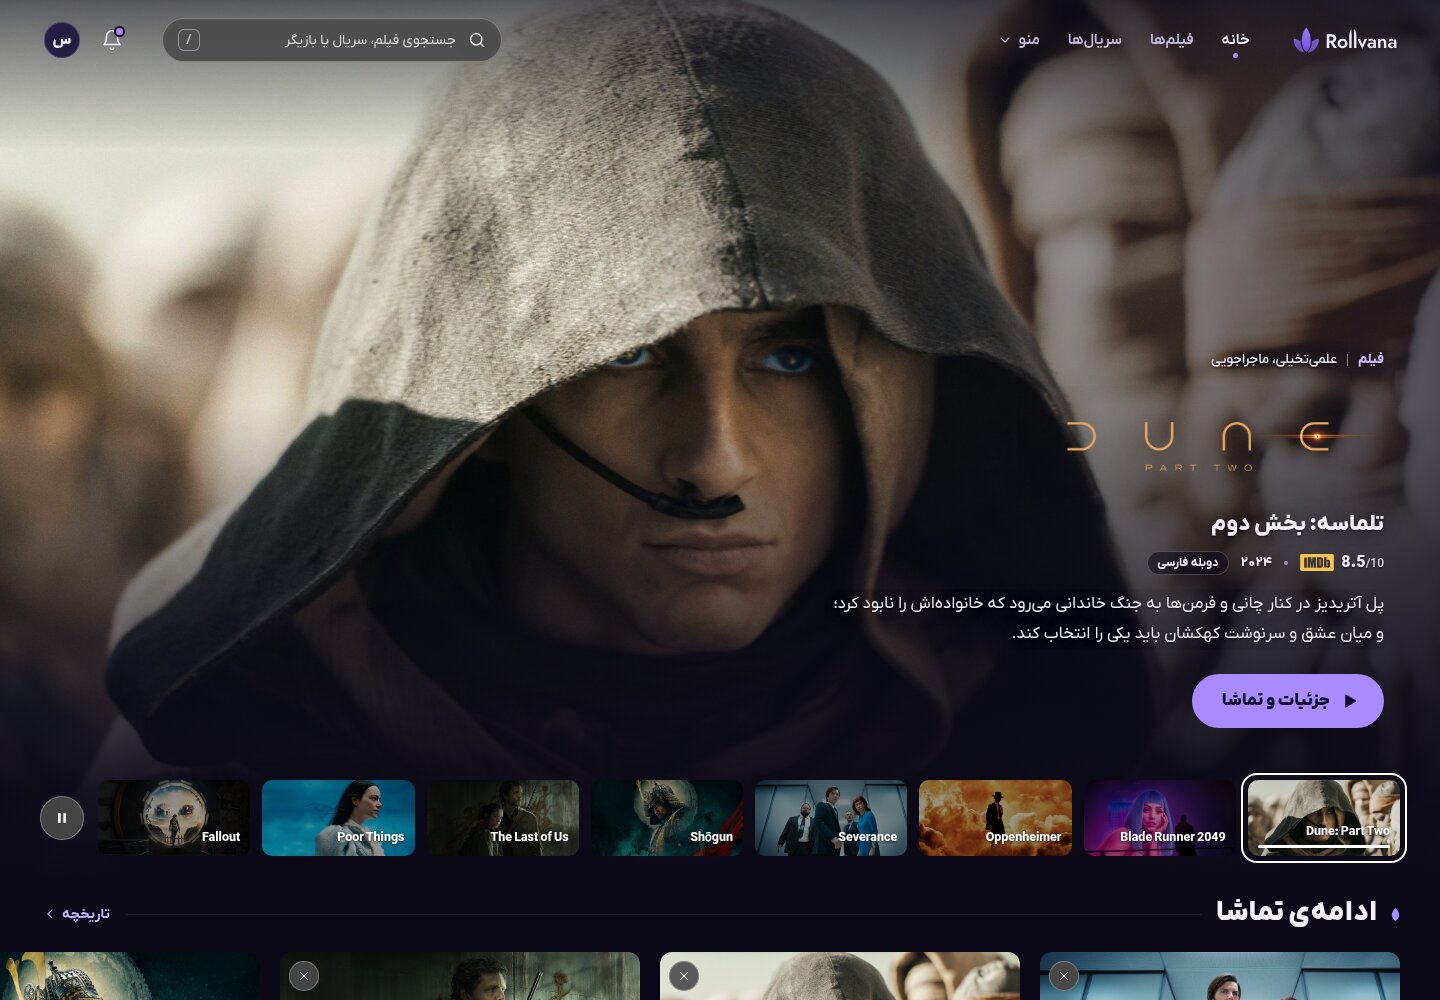 Rollvana
خانه
فیلم‌ها
سریال‌ها
منو
جستجوی فیلم، سریال یا بازیگر
/
س
فیلم | علمی‌تخیلی، ماجراجویی
DUNE
PART TWO
تلماسه: بخش دوم
8.5/10 IMDb • ۲۰۲۴ دوبله فارسی
پل آتریدیز در کنار چانی و فرمن‌ها به جنگ خاندانی می‌رود که خانواده‌اش را نابود کرد؛
و میان عشق و سرنوشت کهکشان باید یکی را انتخاب کند.
جزئیات و تماشا
Dune: Part Two
Blade Runner 2049
Oppenheimer
Severance
Shōgun
The Last of Us
Poor Things
Fallout
ادامه‌ی تماشا
تاریخچه